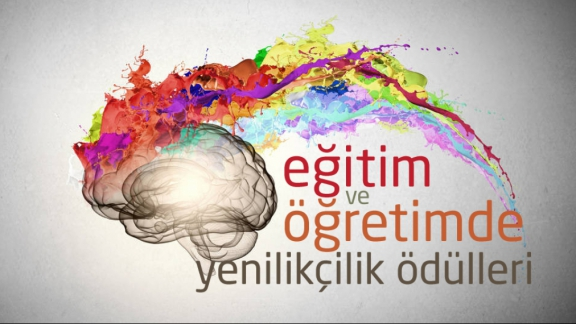 eğitim
ve
öğretimde
yenilikçilik ödülleri